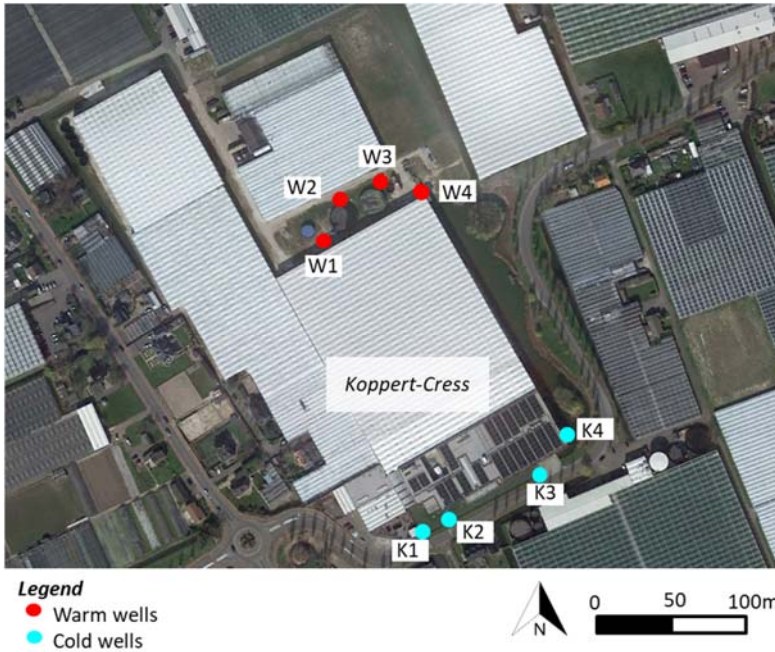 W3
W2
W4
W1
Koppert-Cress
K4
K3
K2
K1
Legend
Warm wells
Cold wells
N
0 50 100m